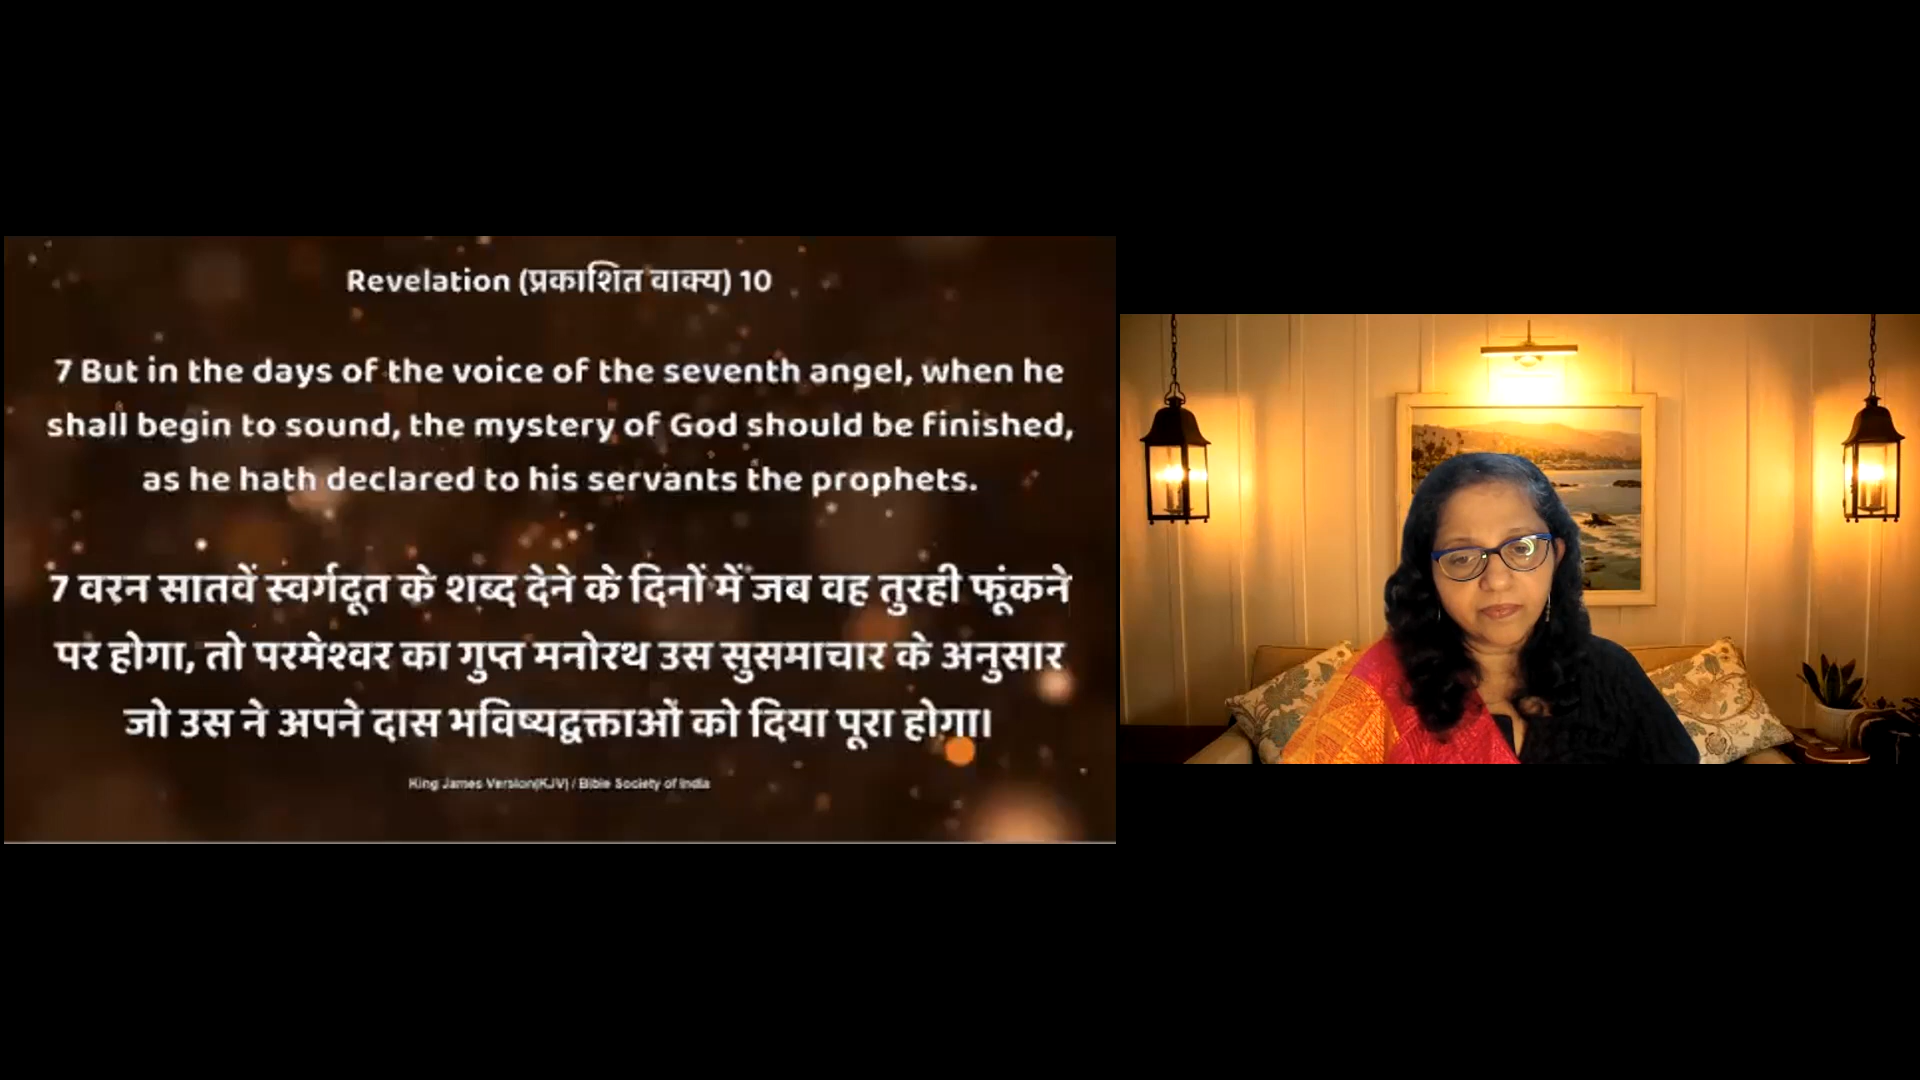 Revelation (प्रकाशित वाक्य) 10
7 But in the days of the voice of the seventh angel, when he
shall begin to sound, the mystery of God should be finished,
as he hath declared to his servants the prophets.
7 वरन सातवें स्वर्गदूत के शब्द देने के दिनों में जब वह तुरही फूंकने
पर होगा, तो परमेश्वर का गुप्त मनोरथ उस सुसमाचार के अनुसार
जो उस ने अपने दास भविष्यद्वक्ताओं को दिया पूरा होगा।
King James Version(KJV) / Bible Society of India